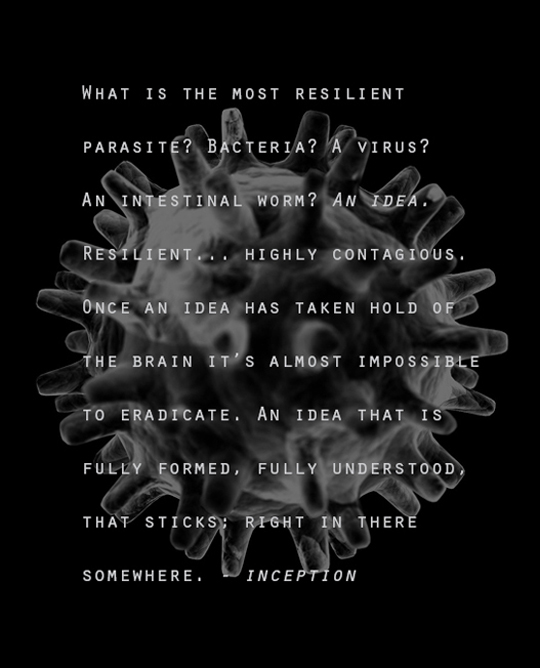 What is the most resilient
parasite? Bacteria? A virus?
An intestinal worm? An idea.
Resilient... highly contagious.
Once an idea has taken hold of
the brain it's almost impossible
to eradicate. An idea that is
fully formed, fully understood,
that sticks; right in there
somewhere. - inception